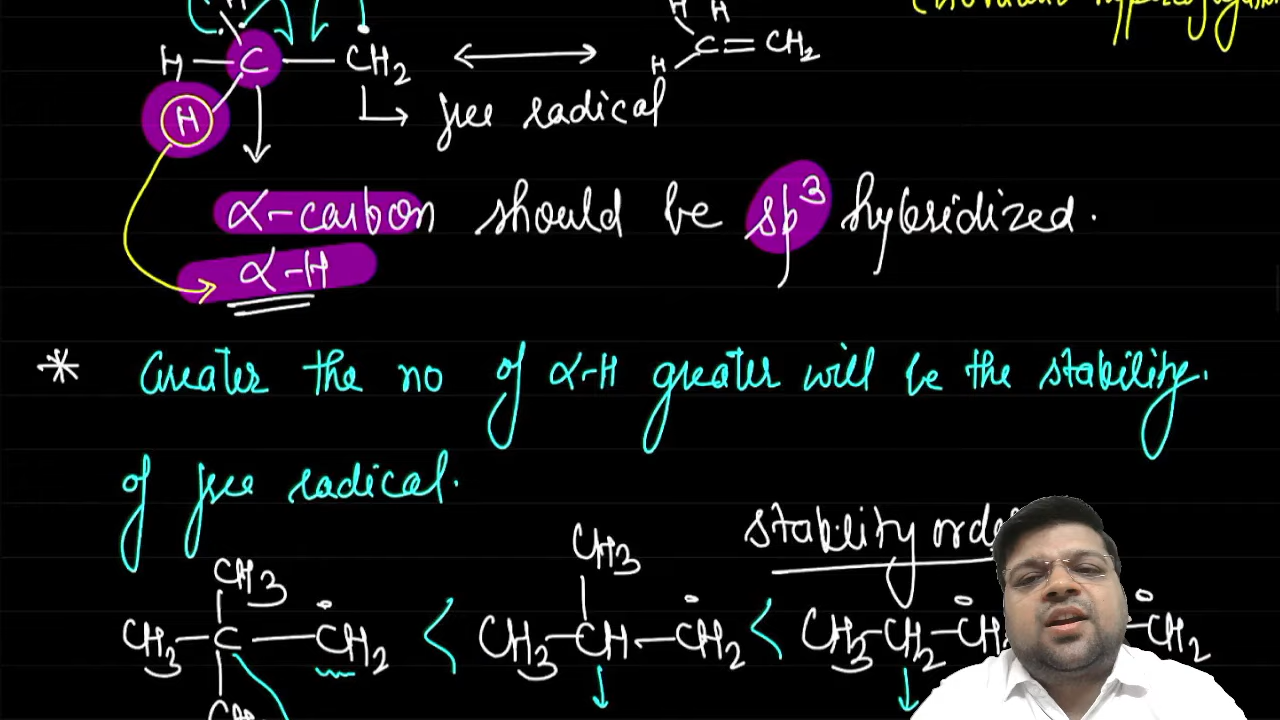 H
H — C — CH2 ⟷ C = CH2
H H
H
H
↳ free radical
α-carbon should be sp³ hybridized.
α-H
* Greater the no of α-H greater will be the stability.
of free radical.
stability
CH3 CH3
CH3-C-CH2 < CH3-CH-CH2 < CH3-CH2-CH -CH2